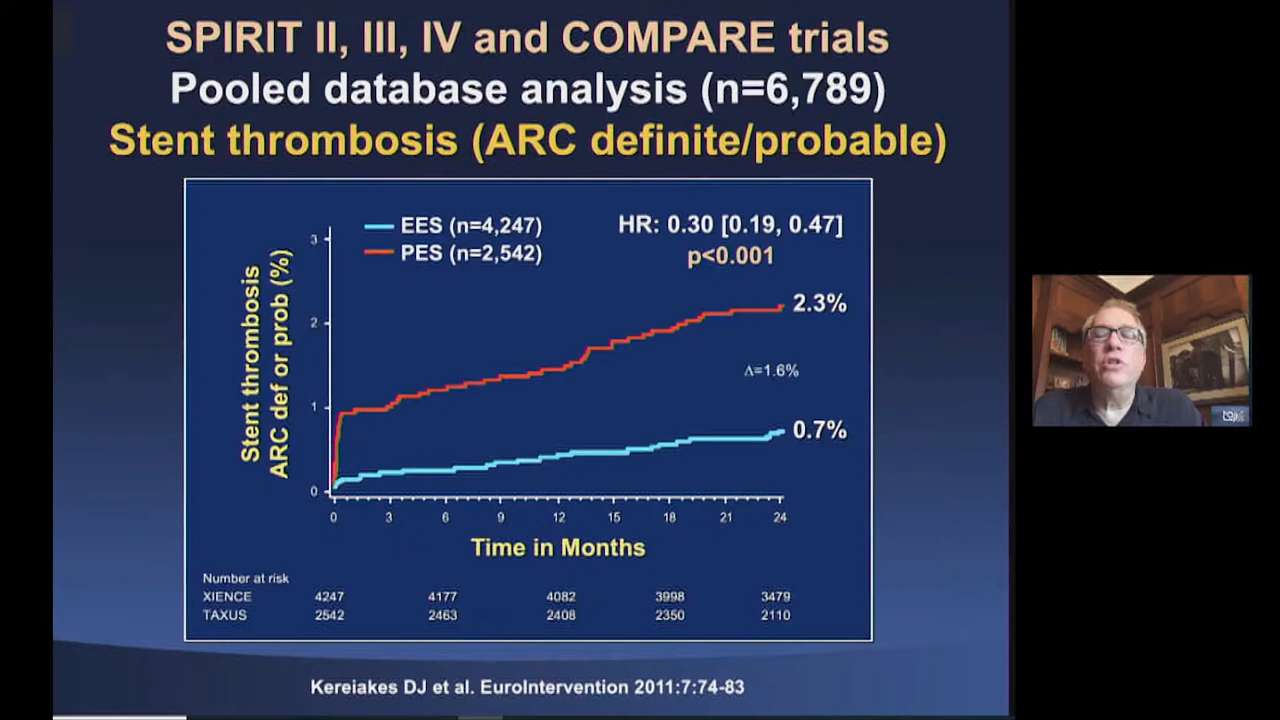 SPIRIT II, III, IV and COMPARE trials
Pooled database analysis (n=6,789)
Stent thrombosis (ARC definite/probable)
EES (n=4,247)
PES (n=2,542)
HR: 0.30 [0.19, 0.47]
p<0.001
Stent thrombosis
ARC def or prob (%)
3
2
1
0
2.3%
Δ=1.6%
0.7%
0 3 6 9 12 15 18 21 24
Time in Months
Number at risk
XIENCE 4247 4177 4082 3998 3479
TAXUS 2542 2463 2408 2350 2110
Kereiakes DJ et al. EuroIntervention 2011:7:74-83